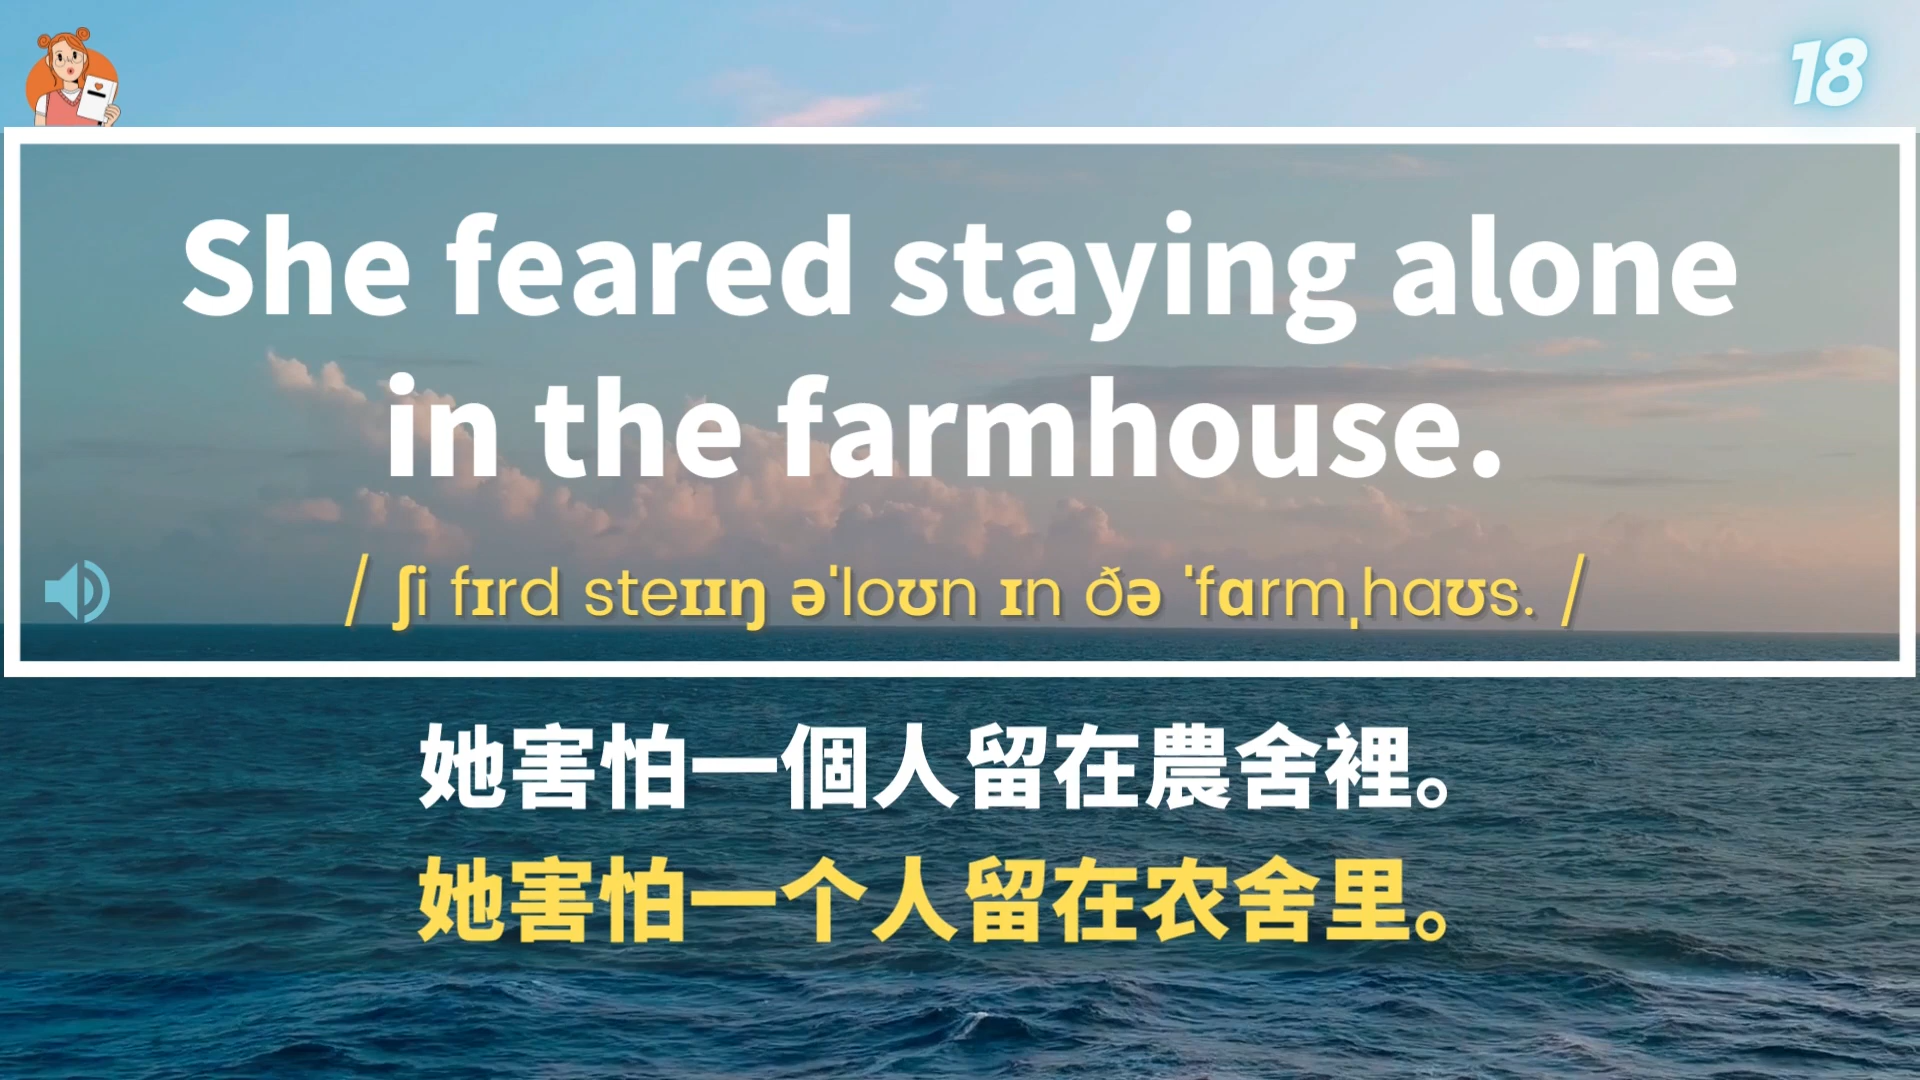 18
She feared staying alone
in the farmhouse.
/ ʃi fɪrd steɪɪŋ əˈloʊn ɪn ðə ˈfɑrmˌhaʊs. /
她害怕一個人留在農舍裡。
她害怕一个人留在农舍里。